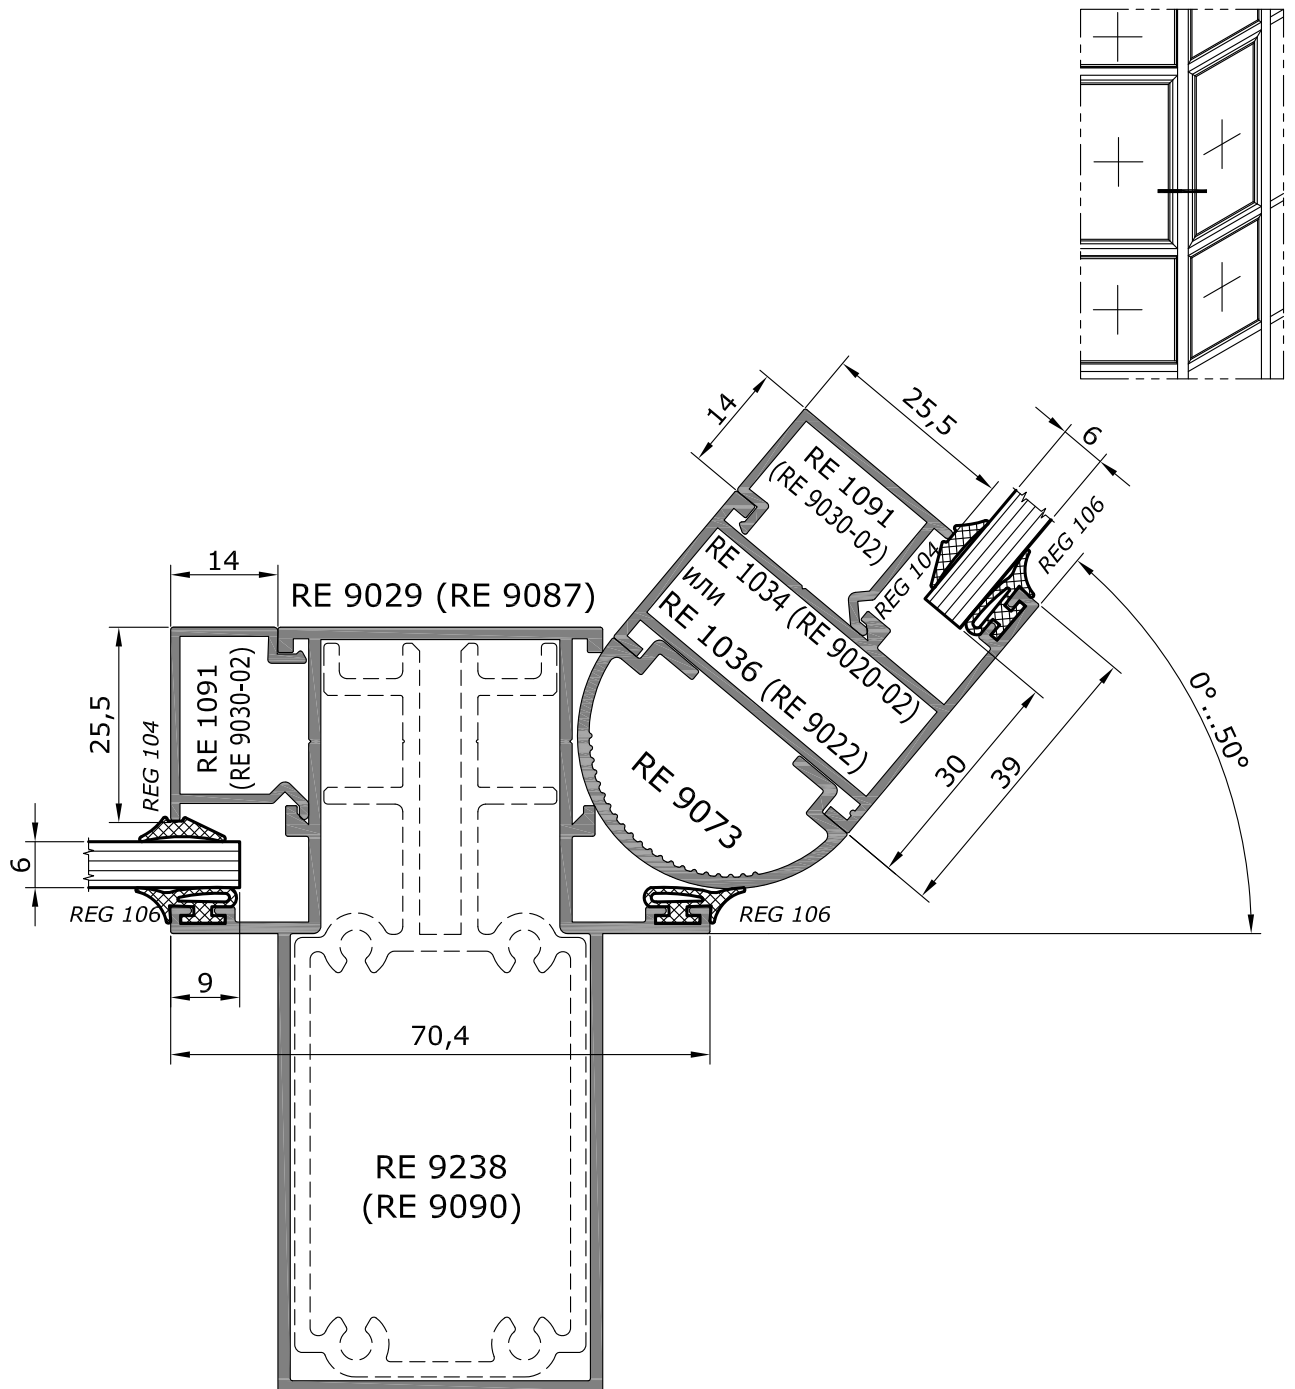 14
25,5
6
RE 1091
(RE 9030-02)
REG 104
REG 106
RE 1034 (RE 9020-02)
или
RE 1036 (RE 9022)
14
RE 9029 (RE 9087)
25,5
RE 1091
(RE 9030-02)
REG 104
RE 9073
30
39
0°...50°
6
REG 106
REG 106
9
70,4
RE 9238
(RE 9090)